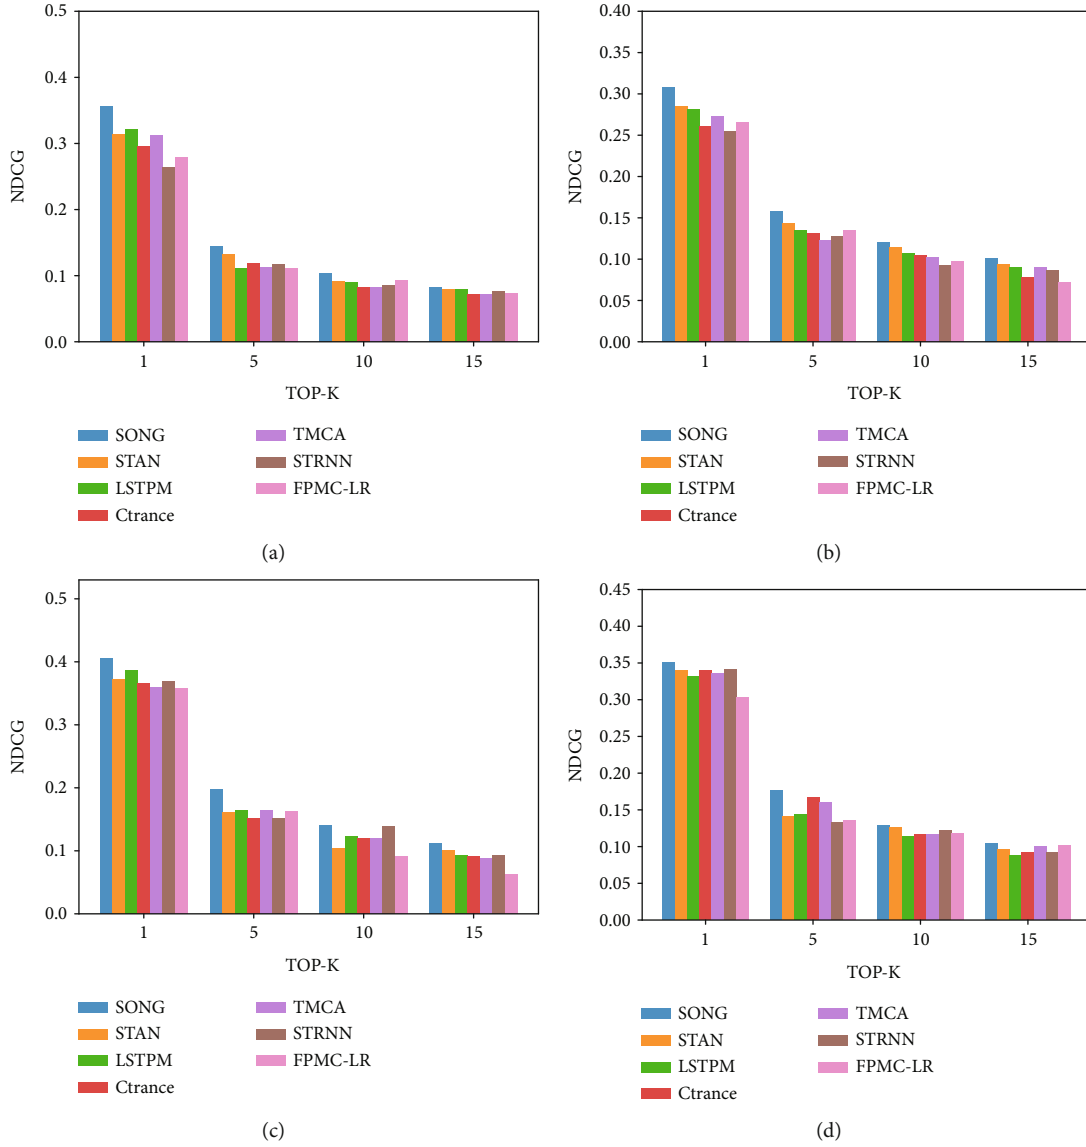 0.5
0.4
0.3
0.2
0.1
0.0
NDCG
1 5 10 15
TOP-K
SONG TMCA
STAN STRNN
LSTPM FPMC-LR
Ctrance
(a)
0.40
0.35
0.30
0.25
0.20
0.15
0.10
0.05
0.00
NDCG
1 5 10 15
TOP-K
SONG TMCA
STAN STRNN
LSTPM FPMC-LR
Ctrance
(b)
0.5
0.4
0.3
0.2
0.1
0.0
NDCG
1 5 10 15
TOP-K
SONG TMCA
STAN STRNN
LSTPM FPMC-LR
Ctrance
(c)
0.45
0.40
0.35
0.30
0.25
0.20
0.15
0.10
0.05
0.00
NDCG
1 5 10 15
TOP-K
SONG TMCA
STAN STRNN
LSTPM FPMC-LR
Ctrance
(d)